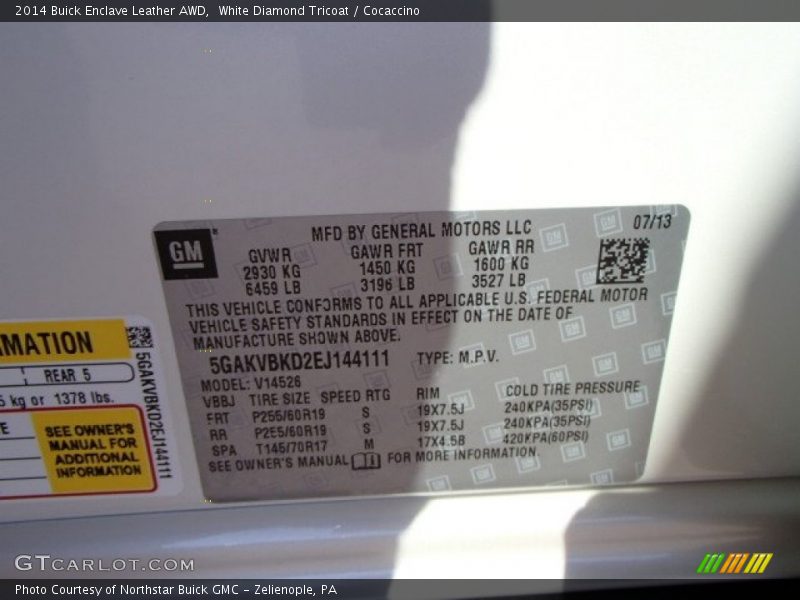 2014 Buick Enclave Leather AWD,  White Diamond Tricoat / Cocaccino
GM
MFD BY GENERAL MOTORS LLC 07/13
GVWR GAWR FRT GAWR RR
2930 KG 1450 KG 1600 KG
6459 LB 3196 LB 3527 LB
THIS VEHICLE CONFORMS TO ALL APPLICABLE U.S. FEDERAL MOTOR
VEHICLE SAFETY STANDARDS IN EFFECT ON THE DATE OF
MANUFACTURE SHOWN ABOVE.
5GAKVBKD2EJ144111 TYPE: M.P.V.
MODEL: V14526
VBBJ TIRE SIZE SPEED RTG RIM COLD TIRE PRESSURE
FRT P255/60R19 S 19X7.5J 240KPA(35PSI)
RR P255/60R19 S 19X7.5J 240KPA(35PSI)
SPA T145/70R17 M 17X4.5B 420KPA(60PSI)
SEE OWNER'S MANUAL FOR MORE INFORMATION.
MATION
REAR 5
kg or 1378 lbs.
SEE OWNER'S
MANUAL FOR
ADDITIONAL
INFORMATION
5GAKVBKD2EJ144111
GTCARLOT.COM
Photo Courtesy of Northstar Buick GMC - Zelienople, PA